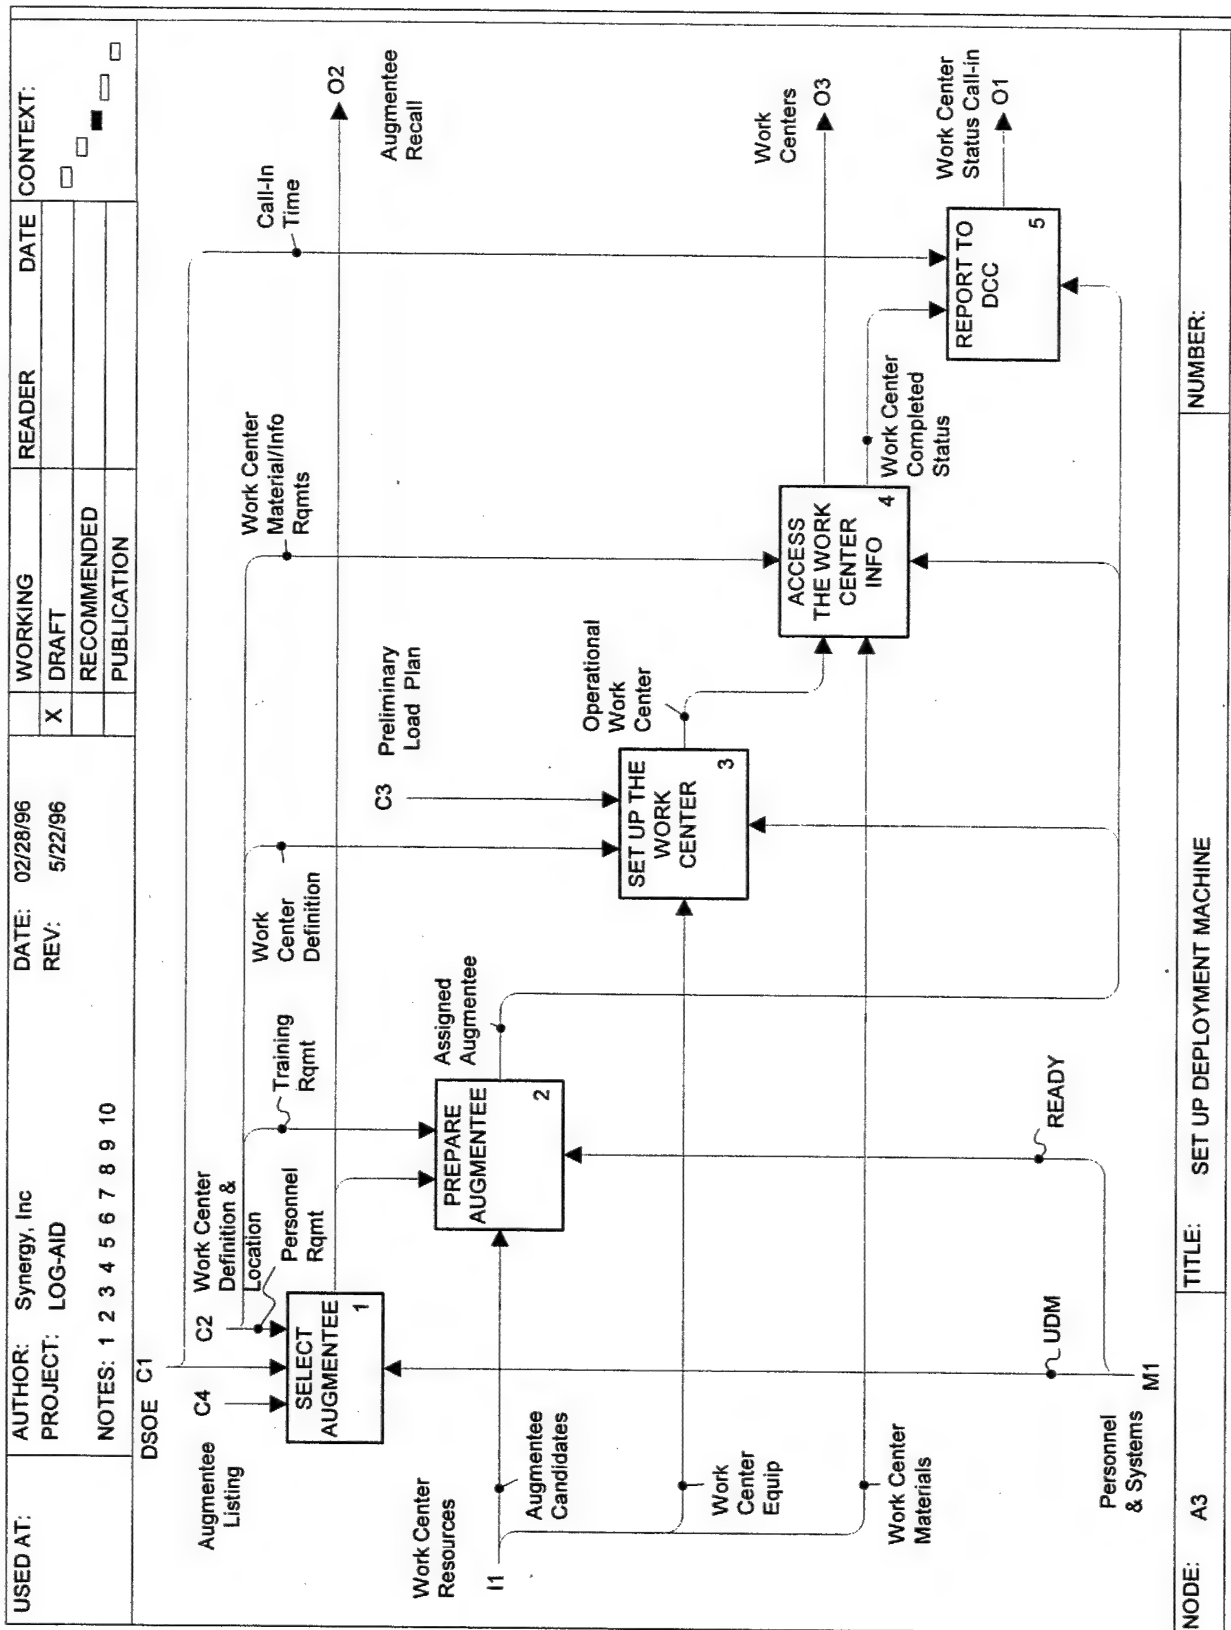 USED AT:
AUTHOR: Synergy, Inc
PROJECT: LOG-AID
NOTES: 1 2 3 4 5 6 7 8 9 10
DATE: 02/28/96
REV: 5/22/96
WORKING
X DRAFT
RECOMMENDED
PUBLICATION
READER
DATE
CONTEXT:
DSOE C1
C4
C2
Augmentee
Listing
Work Center
Definition &
Location
Personnel
Rqmt
Training
Rqmt
Work
Center
Definition
C3
Preliminary
Load Plan
Work Center
Material/Info
Rqmts
Call-In
Time
O2
Augmentee
Recall
SELECT
AUGMENTEE
1
Work Center
Resources
I1
Augmentee
Candidates
PREPARE
AUGMENTEE
2
Assigned
Augmentee
Work
Center
Equip
SET UP THE
WORK
CENTER
3
Operational
Work
Center
Work Center
Materials
ACCESS
THE WORK
CENTER
INFO
4
Work
Centers
O3
Work Center
Completed
Status
REPORT TO
DCC
5
Work Center
Status Call-in
O1
Personnel
& Systems
M1
UDM
READY
NODE: A3
TITLE: SET UP DEPLOYMENT MACHINE
NUMBER: